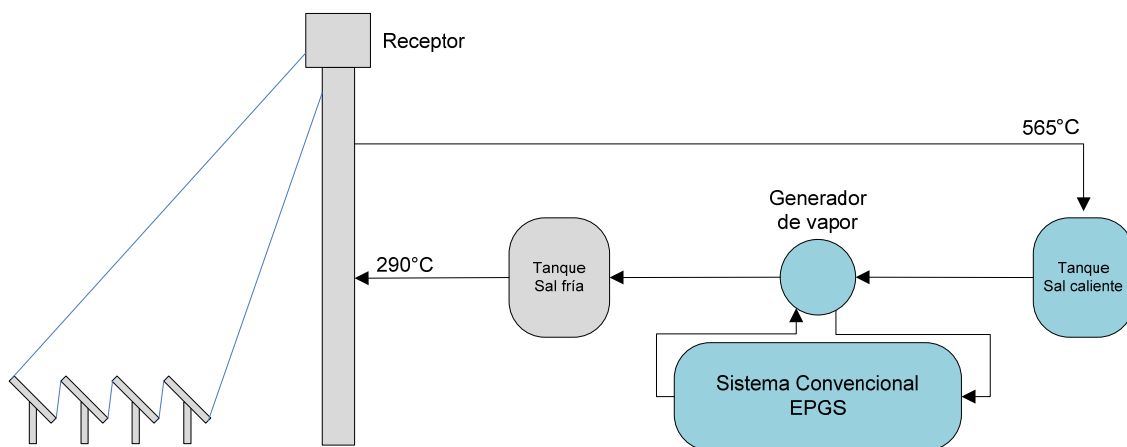 Receptor
565°C
Generador
de vapor
290°C
Tanque
Sal fría
Tanque
Sal caliente
Sistema Convencional
EPGS